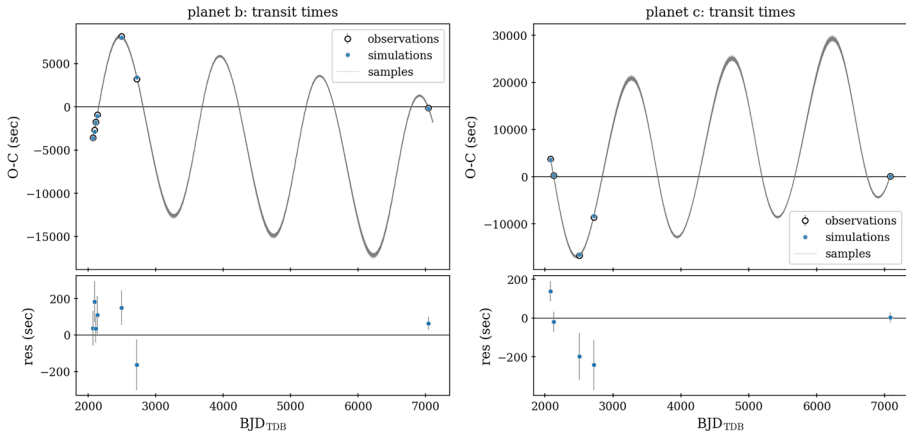 planet b: transit times
O-C (sec)
5000
0
−5000
−10000
−15000
observations
simulations
samples
res (sec)
200
0
−200
2000 3000 4000 5000 6000 7000
BJD_TDB
planet c: transit times
O-C (sec)
30000
20000
10000
0
−10000
observations
simulations
samples
res (sec)
200
0
−200
2000 3000 4000 5000 6000 7000
BJD_TDB